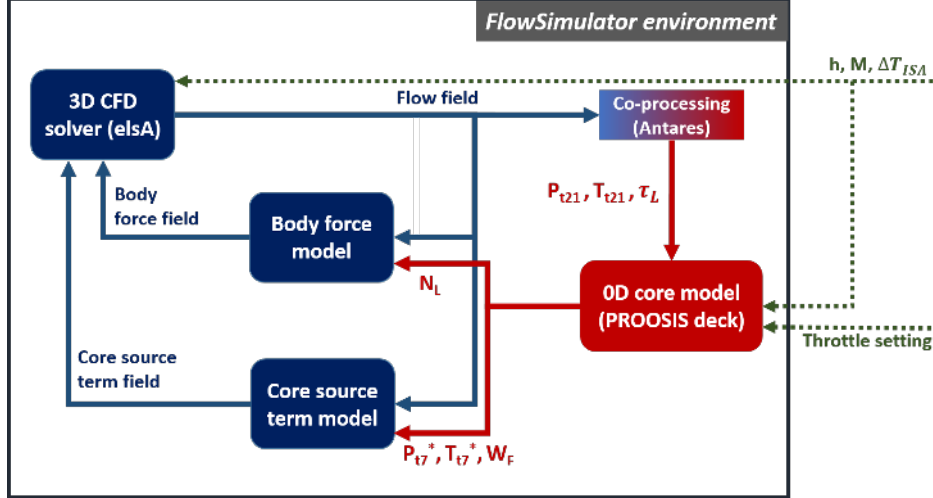 FlowSimulator environment
h, M, ΔT_ISA
3D CFD
solver (elsA)
Flow field
Co-processing
(Antares)
P_t21, T_t21, τ_L
Body
force field
Body force
model
N_L
0D core model
(PROOSIS deck)
Throttle setting
Core source
term field
Core source
term model
P_t7*, T_t7*, W_F